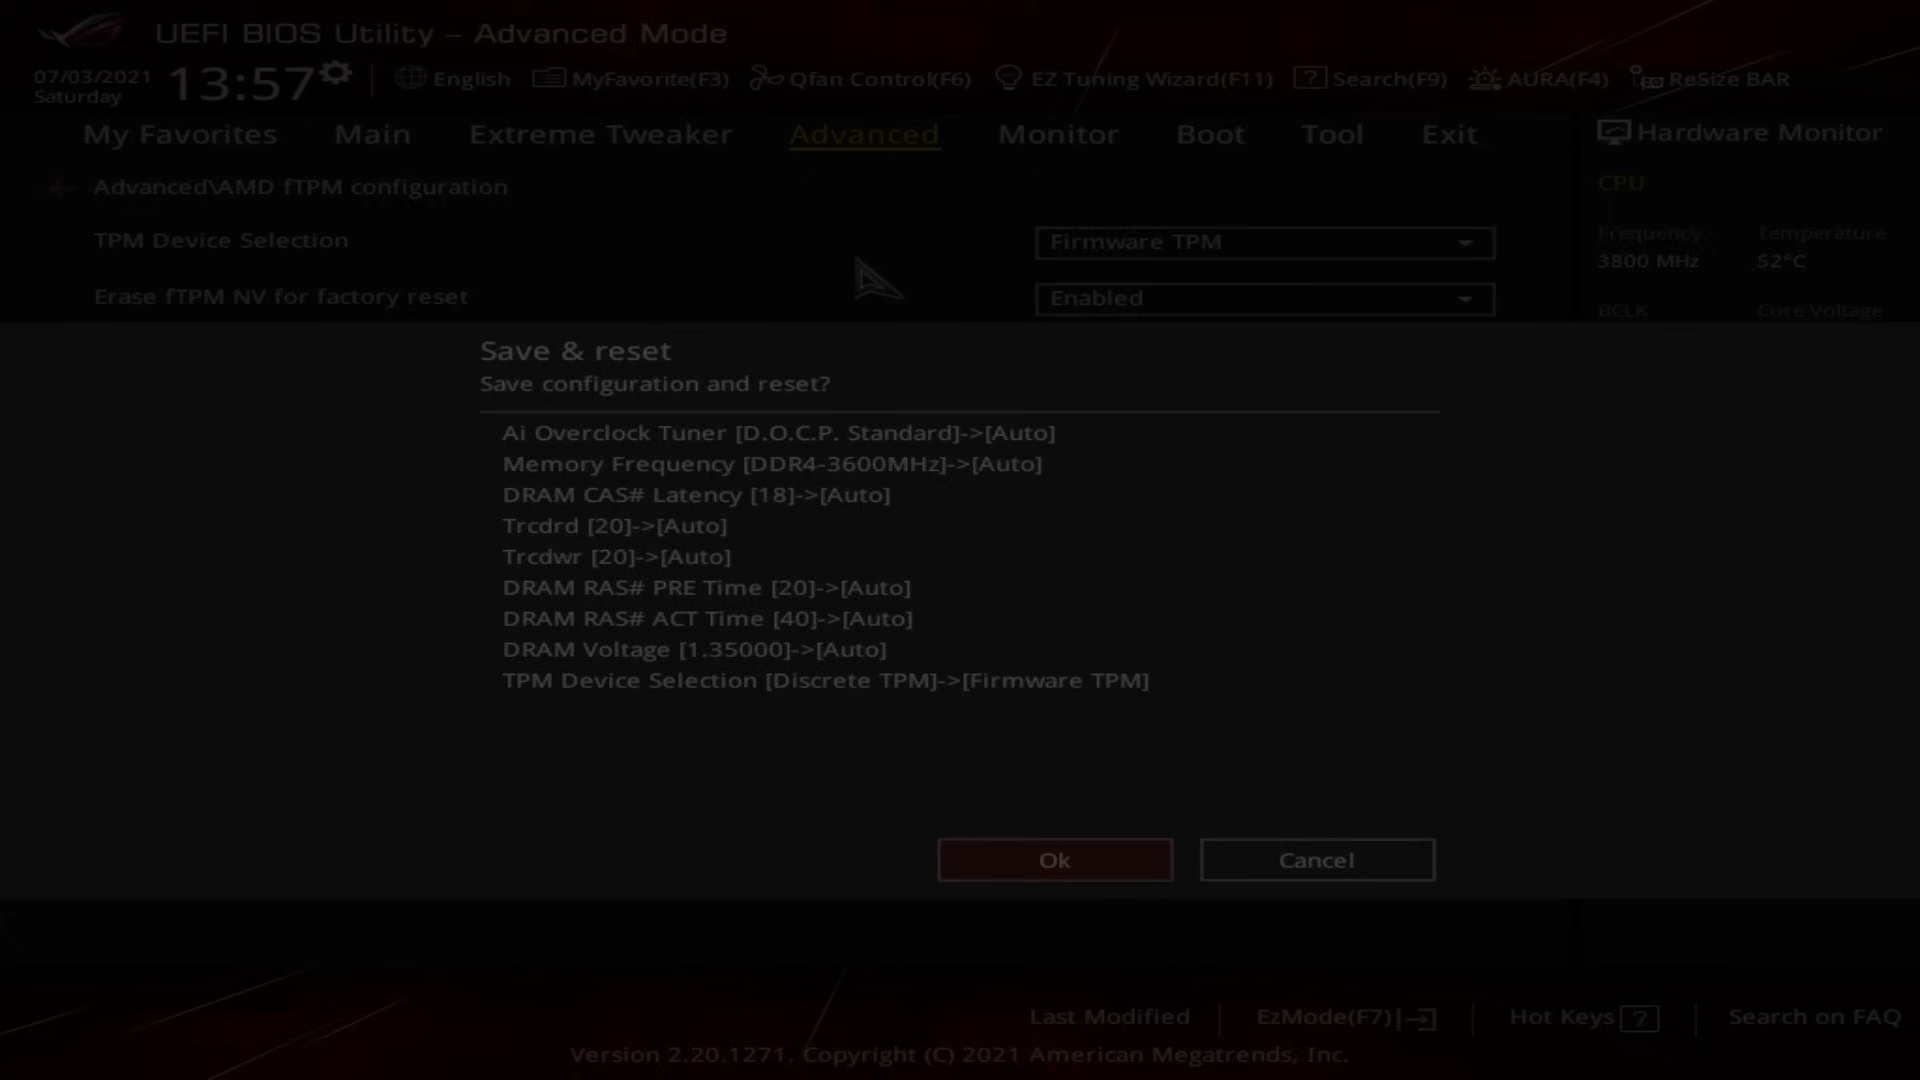 UEFI BIOS Utility – Advanced Mode
07/03/2021
Saturday
13:57
English
MyFavorite(F3)
Qfan Control(F6)
EZ Tuning Wizard(F11)
? Search(F9)
AURA(F4)
ReSize BAR
My Favorites
Main
Extreme Tweaker
Advanced
Monitor
Boot
Tool
Exit
Hardware Monitor
Advanced\AMD fTPM configuration
CPU
TPM Device Selection
Firmware TPM
Frequency
Temperature
3800 MHz
52°C
Erase fTPM NV for factory reset
Enabled
BCLK
Core Voltage
Save & reset
Save configuration and reset?
Ai Overclock Tuner [D.O.C.P. Standard]->[Auto]
Memory Frequency [DDR4-3600MHz]->[Auto]
DRAM CAS# Latency [18]->[Auto]
Trcdrd [20]->[Auto]
Trcdwr [20]->[Auto]
DRAM RAS# PRE Time [20]->[Auto]
DRAM RAS# ACT Time [40]->[Auto]
DRAM Voltage [1.35000]->[Auto]
TPM Device Selection [Discrete TPM]->[Firmware TPM]
Ok
Cancel
Last Modified
EzMode(F7)
Hot Keys ?
Search on FAQ
Version 2.20.1271. Copyright (C) 2021 American Megatrends, Inc.